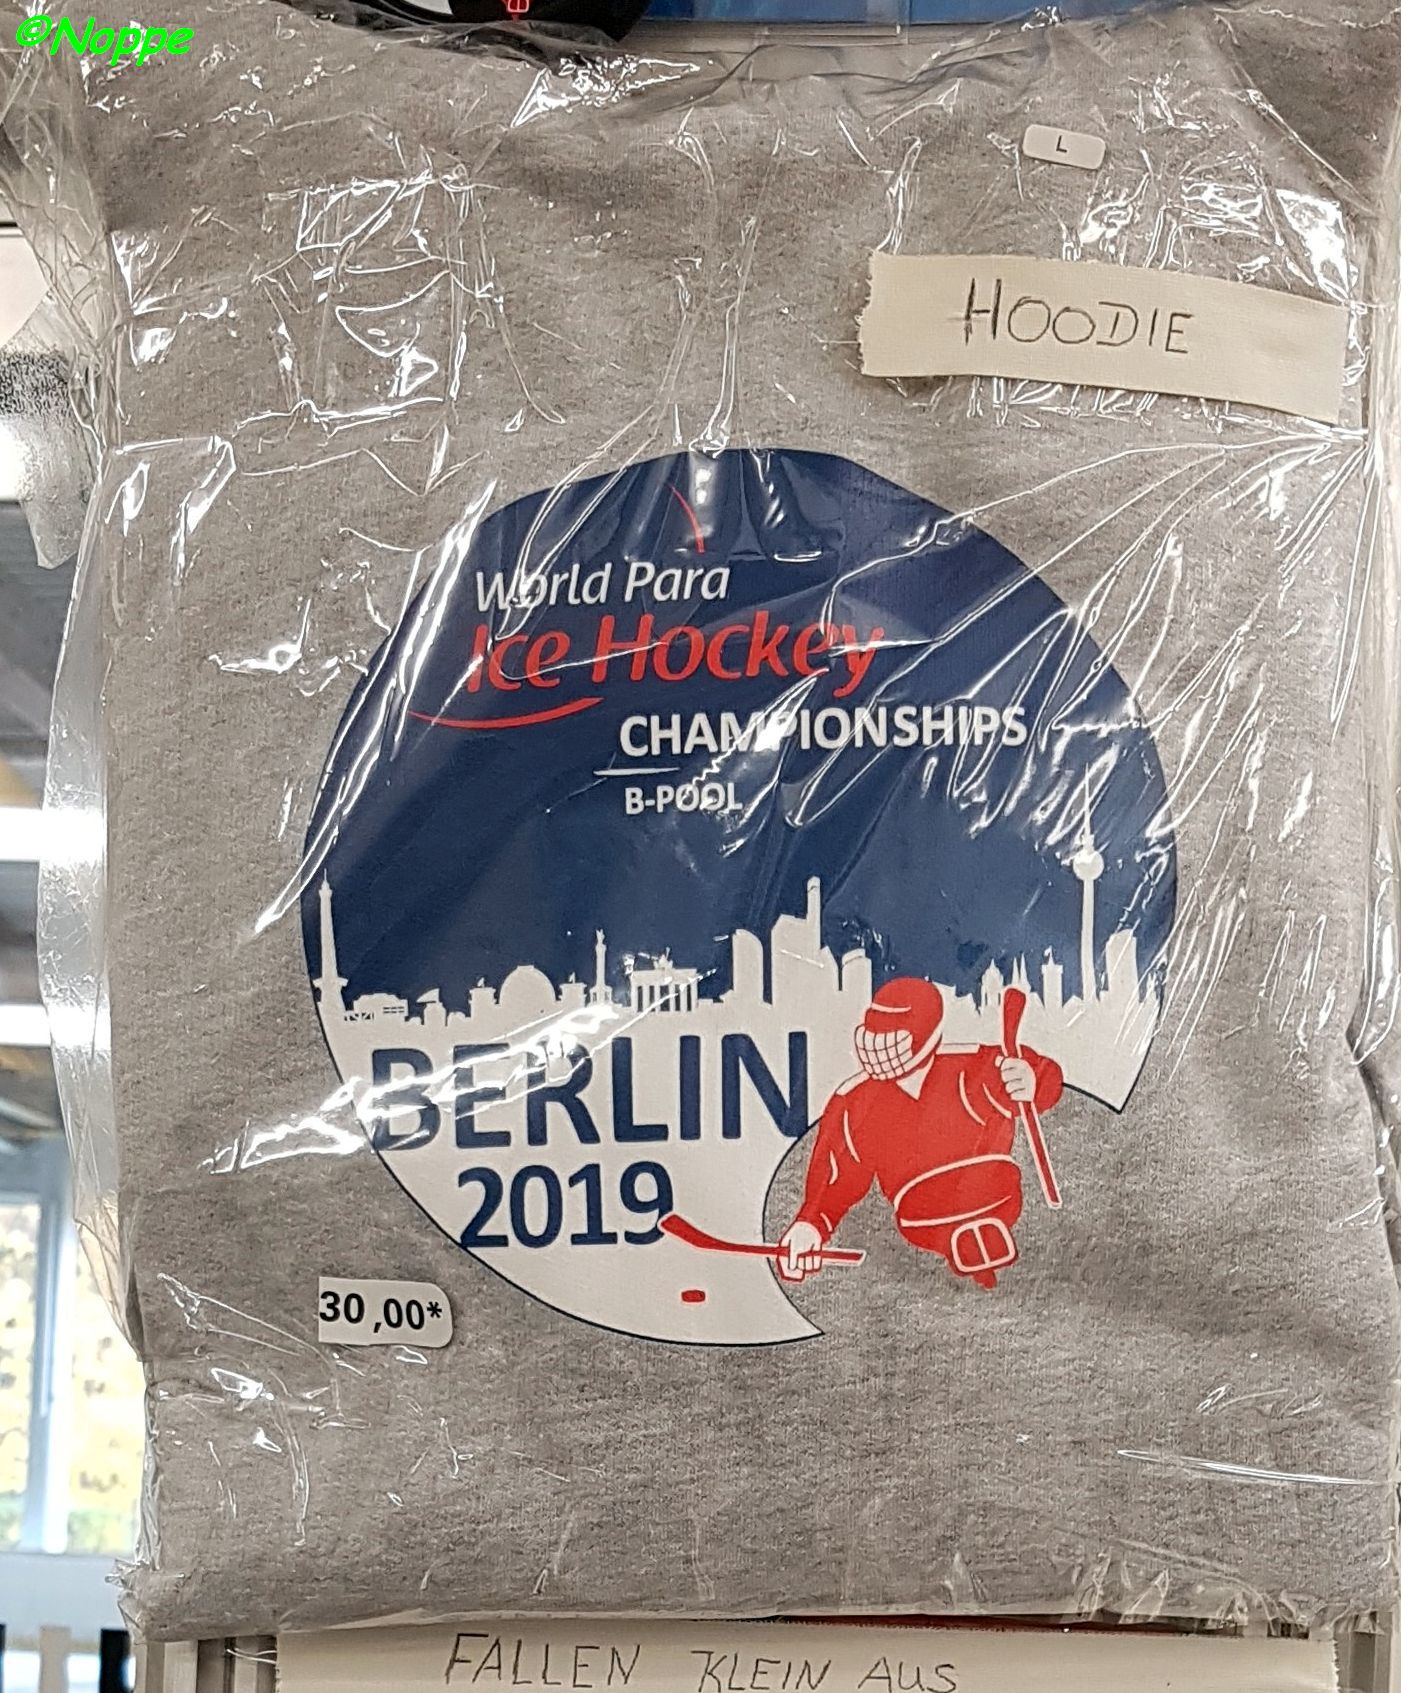 ©Noppe
L
HOODIE
World Para
Ice Hockey
CHAMPIONSHIPS
B-POOL
BERLIN
2019
30,00*
FALLEN KLEIN AUS